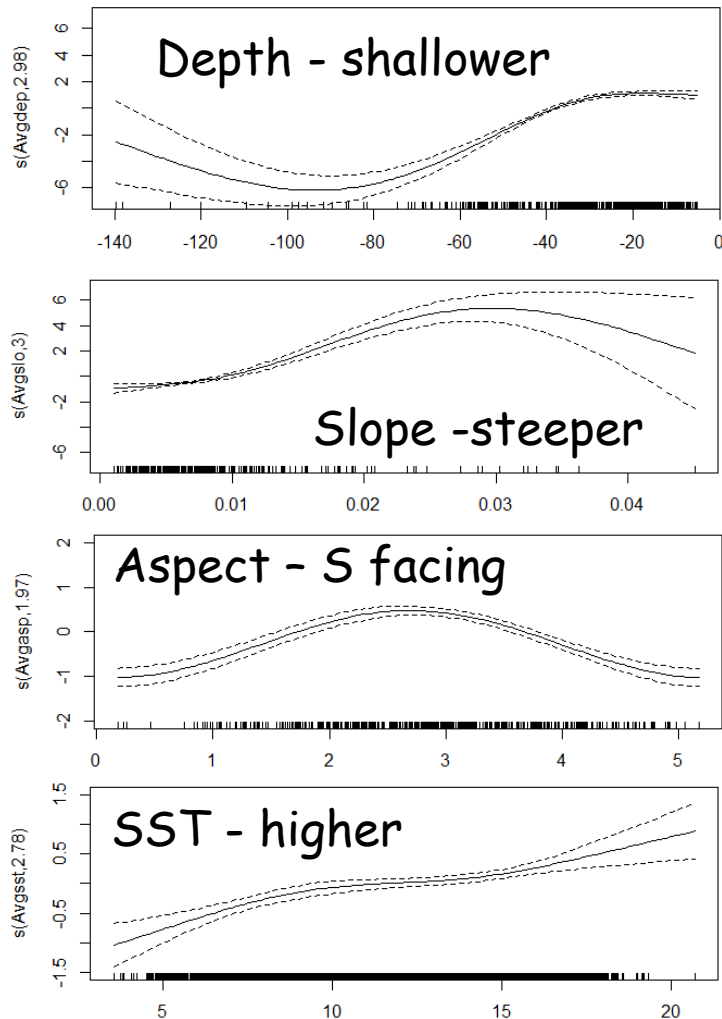 6
2
-2
-6
s(Avgdep,2.98)
Depth - shallower
-140 -120 -100 -80 -60 -40 -20 0
6
2
-2
-6
s(Avgslo,3)
Slope -steeper
0.00 0.01 0.02 0.03 0.04
2
1
0
-1
-2
s(Avgasp,1.97)
Aspect – S facing
0 1 2 3 4 5
1.5
0.5
-0.5
-1.5
s(Avgsst,2.78)
SST - higher
5 10 15 20